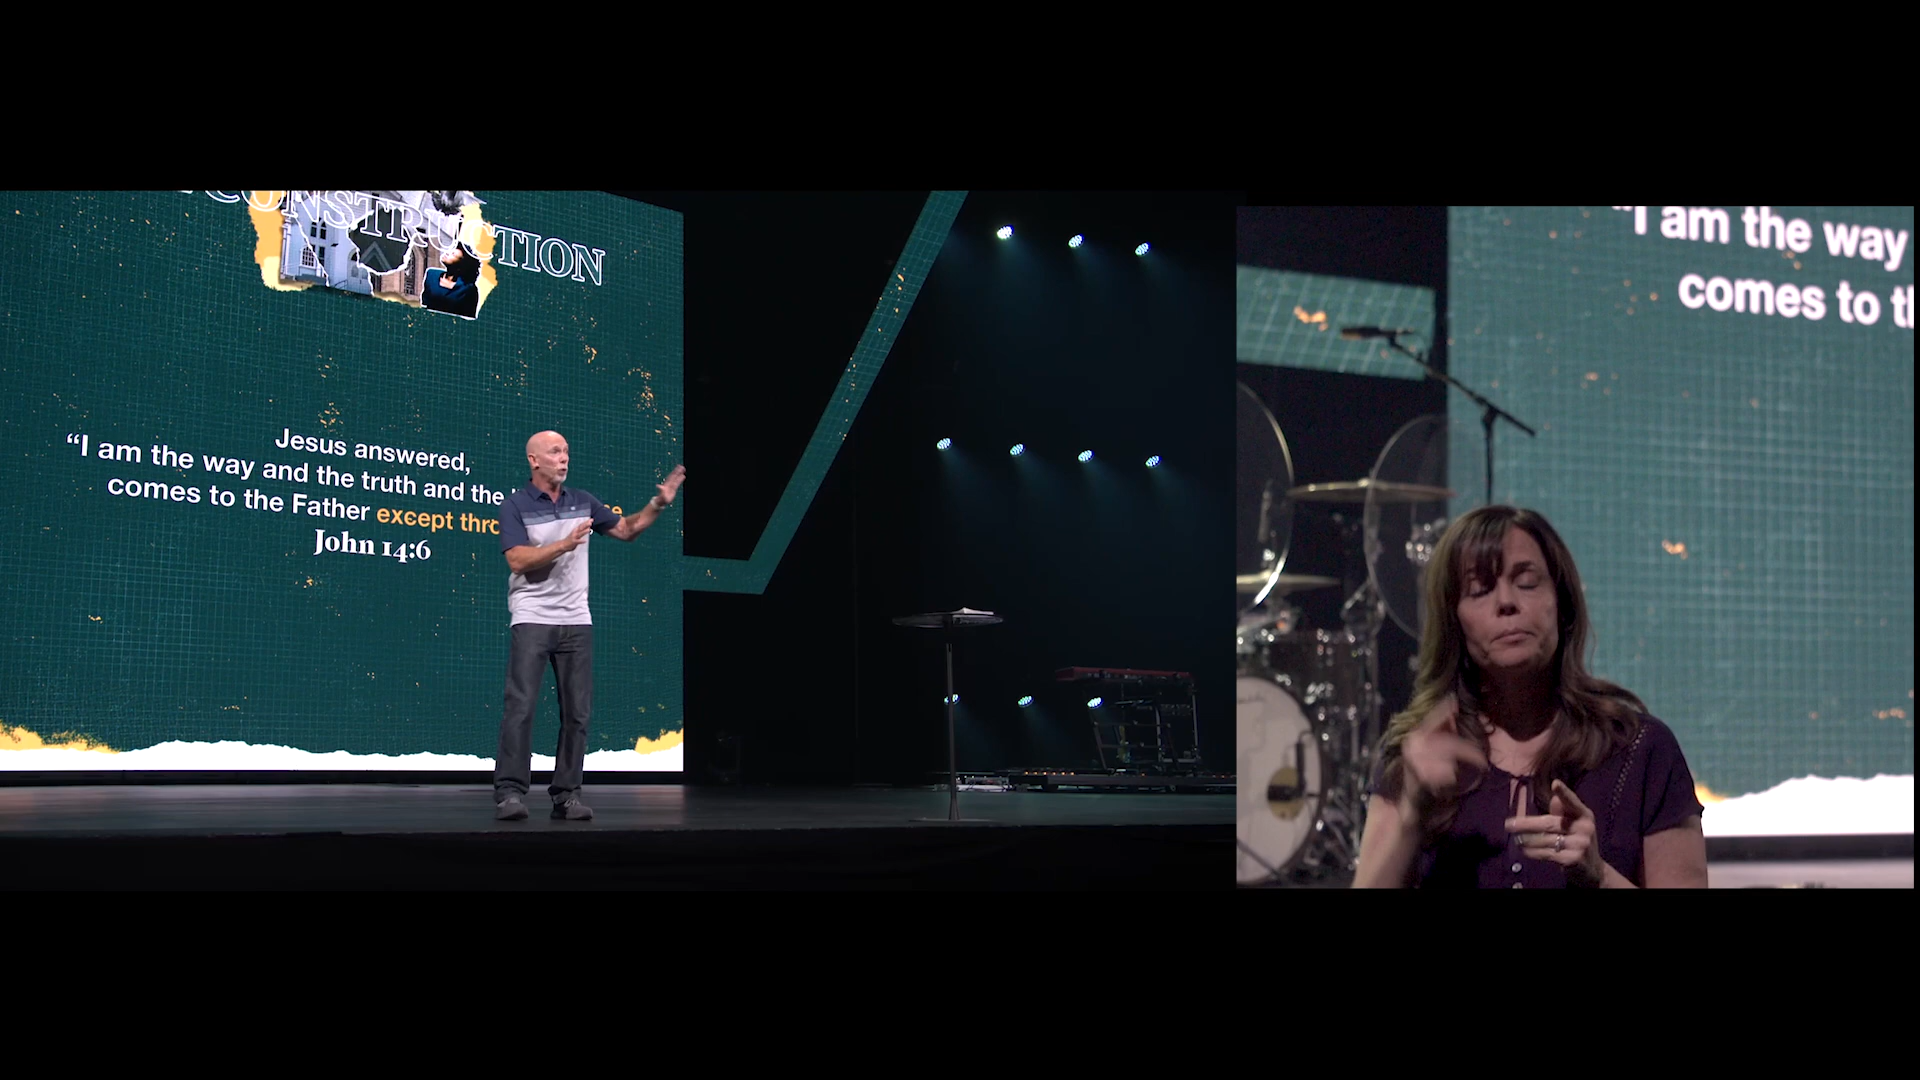 CONSTRUCTION
Jesus answered,
“I am the way and the truth and the
comes to the Father except
John 14:6
“I am the way
comes to